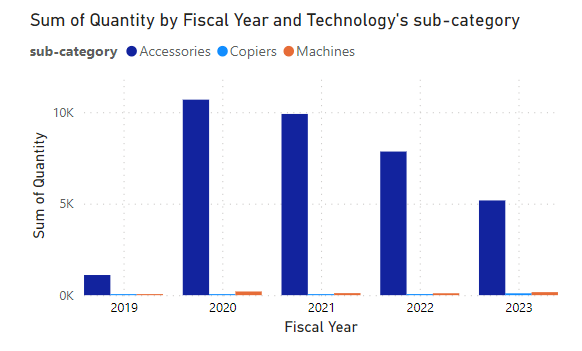 Sum of Quantity by Fiscal Year and Technology's sub-category
sub-category Accessories Copiers Machines
10K
5K
0K
Sum of Quantity
2019 2020 2021 2022 2023
Fiscal Year